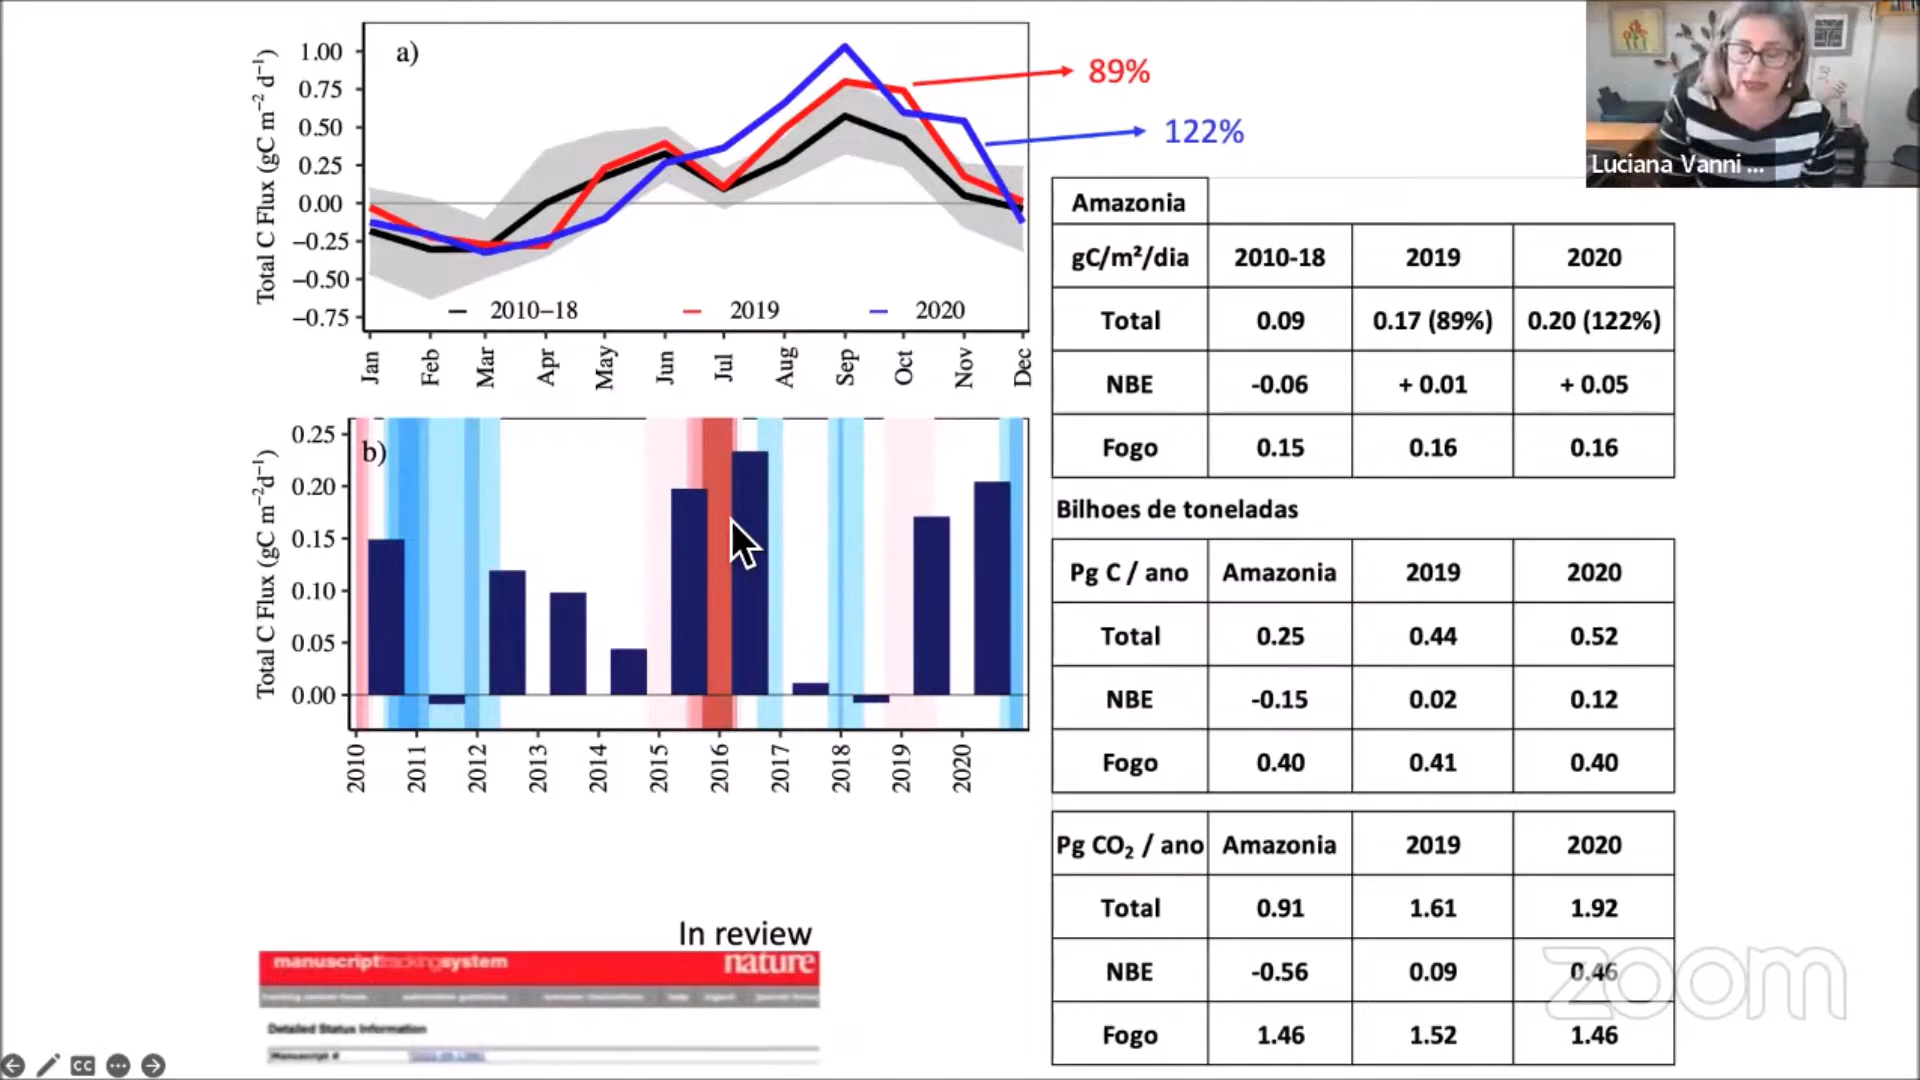 a)
Total C Flux (gC m⁻² d⁻¹)
1.00
0.75
0.50
0.25
0.00
−0.25
−0.50
−0.75
2010–18 2019 2020
Jan Feb Mar Apr May Jun Jul Aug Sep Oct Nov Dec
89%
122%
Luciana Vanni ...
b)
Total C Flux (gC m⁻²d⁻¹)
0.25
0.20
0.15
0.10
0.05
0.00
2010 2011 2012 2013 2014 2015 2016 2017 2018 2019 2020
Amazonia
gC/m²/dia 2010-18 2019 2020
Total 0.09 0.17 (89%) 0.20 (122%)
NBE -0.06 + 0.01 + 0.05
Fogo 0.15 0.16 0.16
Bilhoes de toneladas
Pg C / ano Amazonia 2019 2020
Total 0.25 0.44 0.52
NBE -0.15 0.02 0.12
Fogo 0.40 0.41 0.40
Pg CO₂ / ano Amazonia 2019 2020
Total 0.91 1.61 1.92
NBE -0.56 0.09 0.46
Fogo 1.46 1.52 1.46
In review
manuscripttrackingsystem nature
Detailed Status Information
Manuscript #
CC
zoom